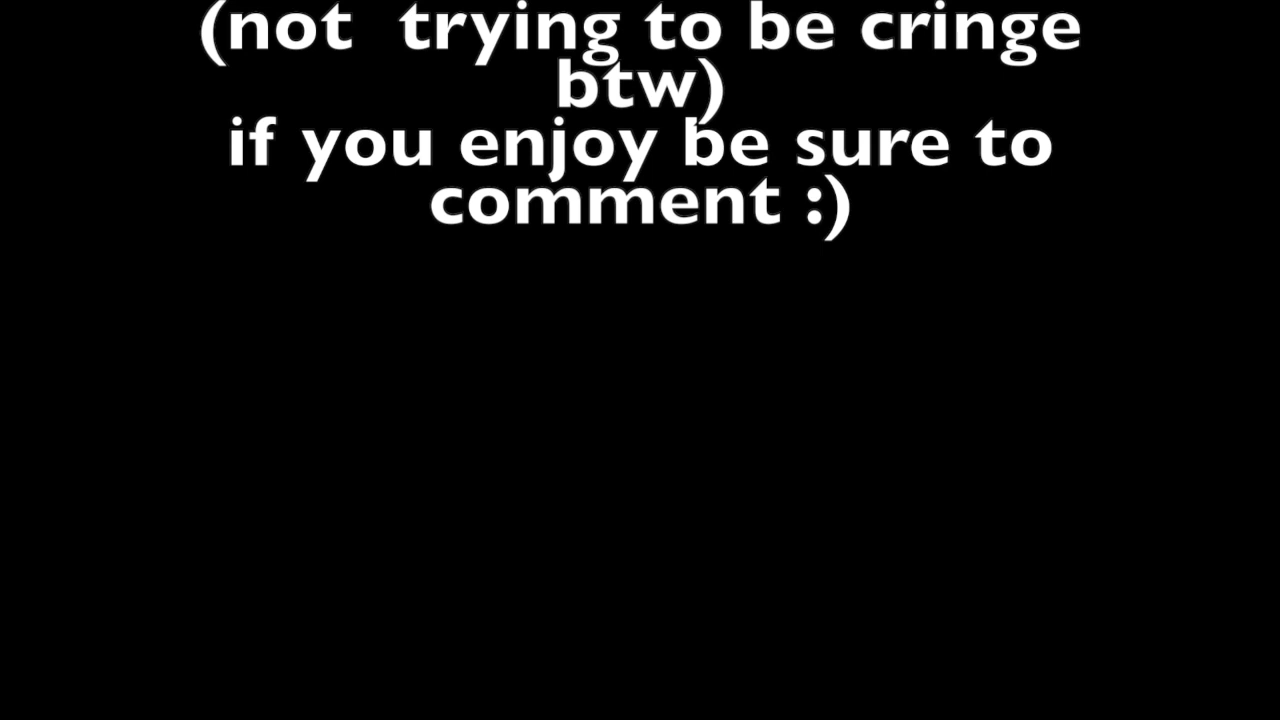 (not  trying to be cringe
btw)
if you enjoy be sure to
comment :)